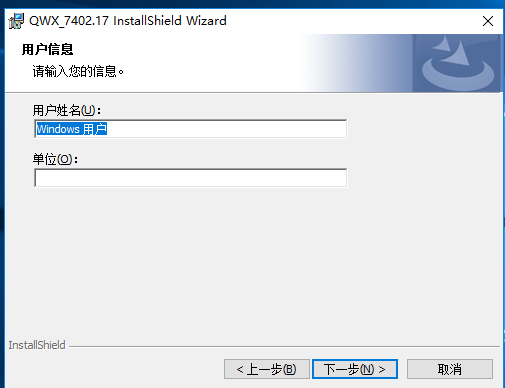 QWX_7402.17 InstallShield Wizard
用户信息
请输入您的信息。
用户姓名(U)：
Windows 用户
单位(O)：
InstallShield
< 上一步(B)
下一步(N) >
取消